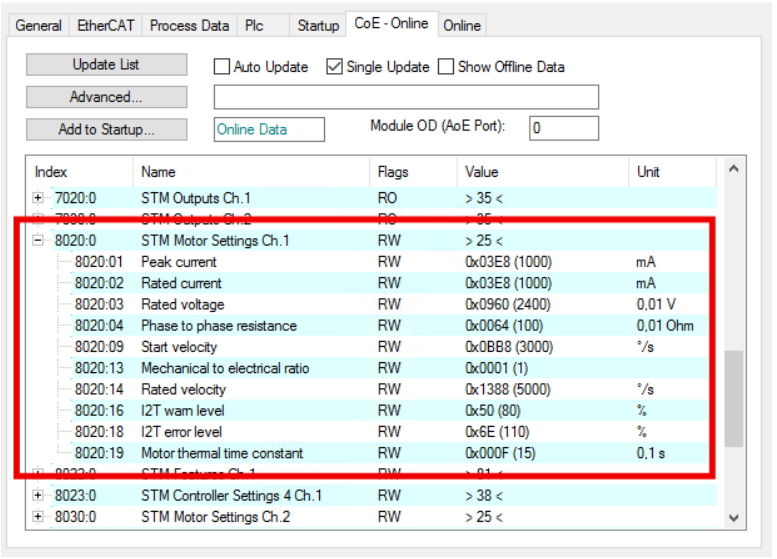 General EtherCAT Process Data Plc Startup CoE - Online Online
Update List Auto Update Single Update Show Offline Data
Advanced...
Add to Startup... Online Data Module OD (AoE Port): 0
Index Name Flags Value Unit
7020:0 STM Outputs Ch.1 RO > 35 <
7030:0 STM Outputs Ch.2 RO > 35 <
8020:0 STM Motor Settings Ch.1 RW > 25 <
8020:01 Peak current RW 0x03E8 (1000) mA
8020:02 Rated current RW 0x03E8 (1000) mA
8020:03 Rated voltage RW 0x0960 (2400) 0,01 V
8020:04 Phase to phase resistance RW 0x0064 (100) 0,01 Ohm
8020:09 Start velocity RW 0x0BB8 (3000) °/s
8020:13 Mechanical to electrical ratio RW 0x0001 (1)
8020:14 Rated velocity RW 0x1388 (5000) °/s
8020:16 I2T warn level RW 0x50 (80) %
8020:18 I2T error level RW 0x6E (110) %
8020:19 Motor thermal time constant RW 0x000F (15) 0,1 s
8022:0 STM Features Ch.1 RW > 81 <
8023:0 STM Controller Settings 4 Ch.1 RW > 38 <
8030:0 STM Motor Settings Ch.2 RW > 25 <